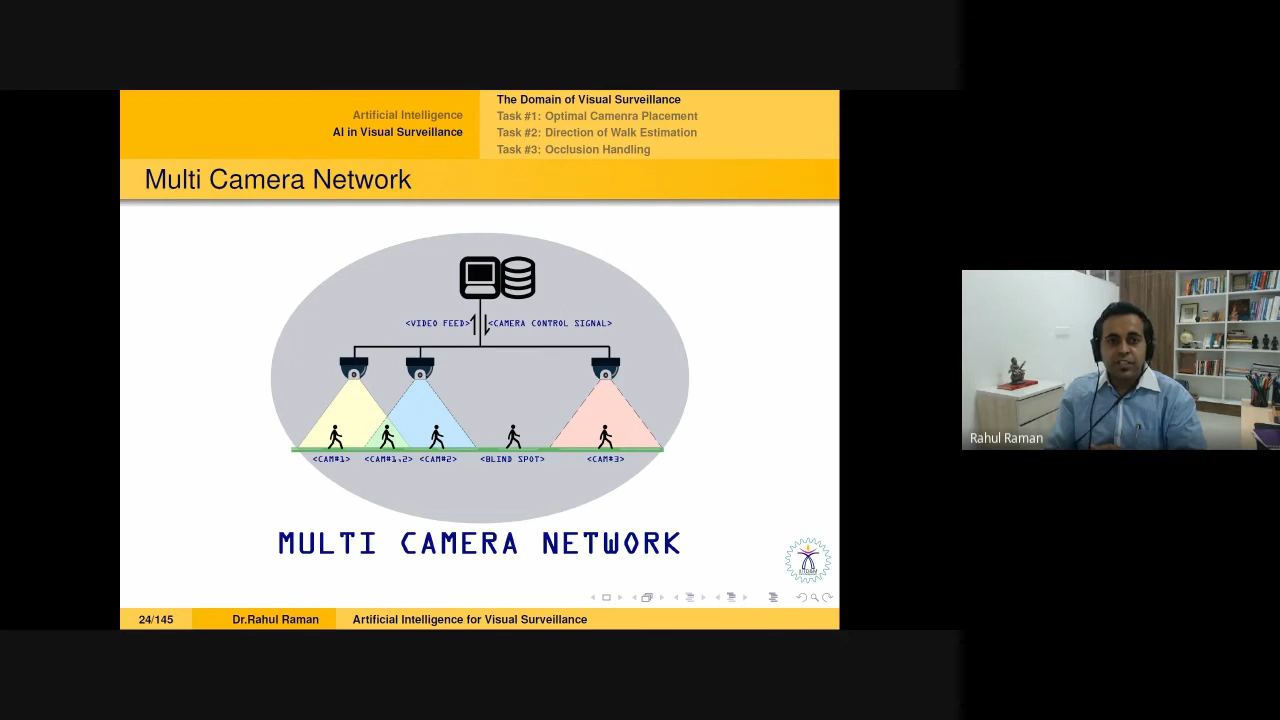 Artificial Intelligence
AI in Visual Surveillance
The Domain of Visual Surveillance
Task #1: Optimal Camenra Placement
Task #2: Direction of Walk Estimation
Task #3: Occlusion Handling
Multi Camera Network
<VIDEO FEED> <CAMERA CONTROL SIGNAL>
<CAM#1> <CAM#1,2> <CAM#2> <BLIND SPOT> <CAM#3>
MULTI CAMERA NETWORK
24/145 Dr.Rahul Raman Artificial Intelligence for Visual Surveillance
Rahul Raman